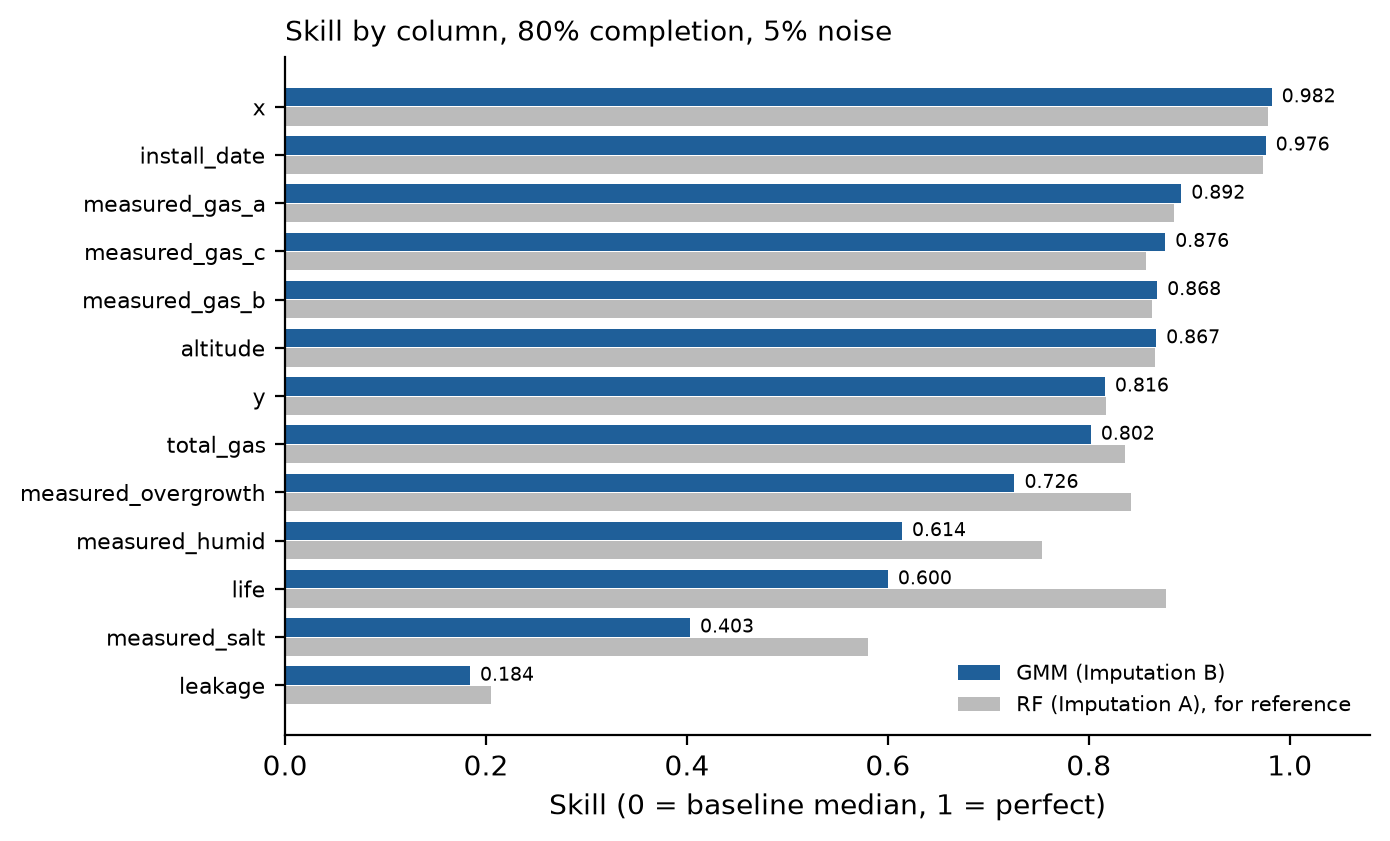 Skill by column, 80% completion, 5% noise
x 0.982
install_date 0.976
measured_gas_a 0.892
measured_gas_c 0.876
measured_gas_b 0.868
altitude 0.867
y 0.816
total_gas 0.802
measured_overgrowth 0.726
measured_humid 0.614
life 0.600
measured_salt 0.403
leakage 0.184
GMM (Imputation B)
RF (Imputation A), for reference
0.0 0.2 0.4 0.6 0.8 1.0
Skill (0 = baseline median, 1 = perfect)